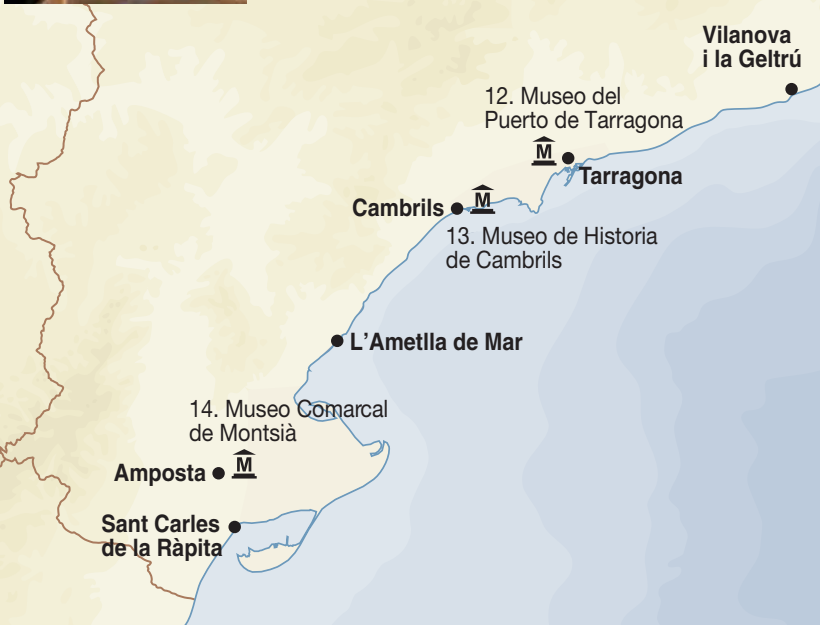 Vilanova
i la Geltrú
12. Museo del
Puerto de Tarragona
M
Tarragona
Cambrils
M
13. Museo de Historia
de Cambrils
L’Ametlla de Mar
14. Museo Comarcal
de Montsià
Amposta
M
Sant Carles
de la Ràpita